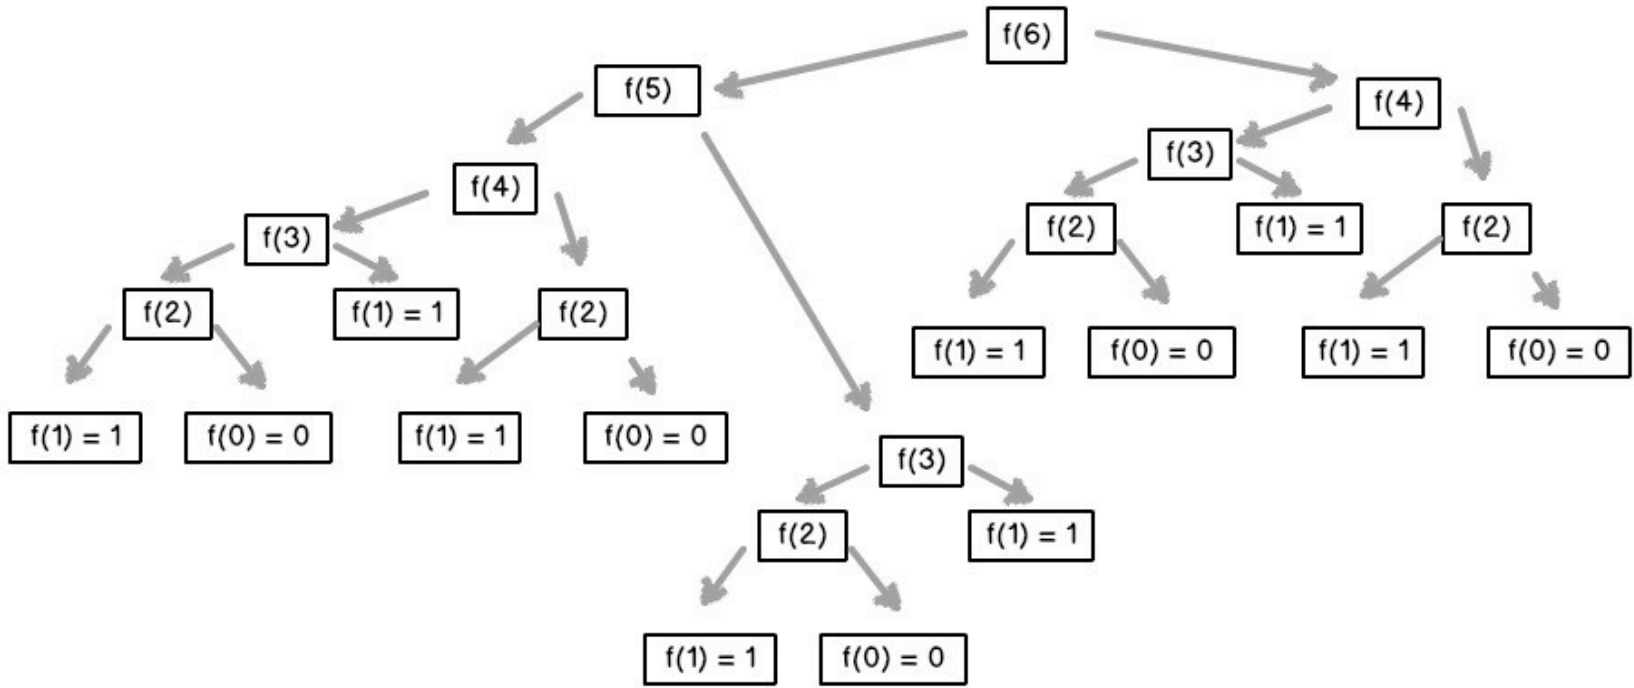 f(6)
f(5)
f(4)
f(3)
f(4)
f(2)
f(1) = 1
f(2)
f(3)
f(2)
f(1) = 1
f(2)
f(1) = 1
f(0) = 0
f(1) = 1
f(0) = 0
f(1) = 1
f(0) = 0
f(1) = 1
f(0) = 0
f(3)
f(2)
f(1) = 1
f(1) = 1
f(0) = 0